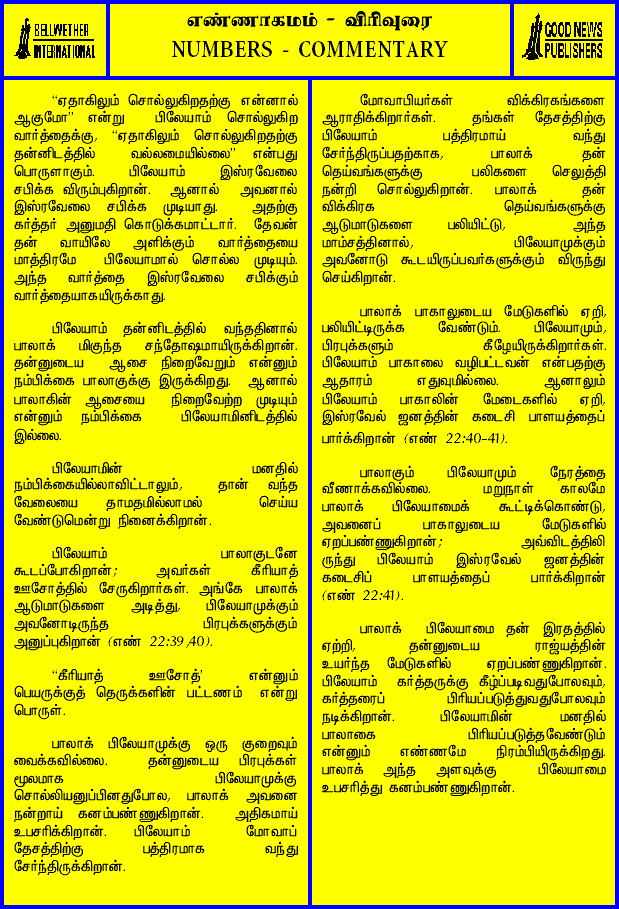 BELLWETHER
INTERNATIONAL
எண்ணாகமம் - விரிவுரை
NUMBERS - COMMENTARY
GOOD NEWS
PUBLISHERS
“ஏதாகிலும் சொல்லுகிறதற்கு என்னால்
ஆகுமோ” என்று பிலேயாம் சொல்லுகிற
வார்த்தைக்கு, “ஏதாகிலும் சொல்லுகிறதற்கு
தன்னிடத்தில் வல்லமையில்லை” என்பது
பொருளாகும். பிலேயாம் இஸ்ரவேலை
சபிக்க விரும்புகிறான். ஆனால் அவனால்
இஸ்ரவேலை சபிக்க முடியாது. அதற்கு
கர்த்தர் அனுமதி கொடுக்கமாட்டார். தேவன்
தன் வாயிலே அளிக்கும் வார்த்தையை
மாத்திரமே பிலேயாமால் சொல்ல முடியும்.
அந்த வார்த்தை இஸ்ரவேலை சபிக்கும்
வார்த்தையாகயிருக்காது.
பிலேயாம் தன்னிடத்தில் வந்ததினால்
பாலாக் மிகுந்த சந்தோஷமாயிருக்கிறான்.
தன்னுடைய ஆசை நிறைவேறும் என்னும்
நம்பிக்கை பாலாகுக்கு இருக்கிறது. ஆனால்
பாலாகின் ஆசையை நிறைவேற்ற முடியும்
என்னும் நம்பிக்கை பிலேயாமினிடத்தில்
இல்லை.
பிலேயாமின் மனதில்
நம்பிக்கையில்லாவிட்டாலும், தான் வந்த
வேலையை தாமதமில்லாமல் செய்ய
வேண்டுமென்று நினைக்கிறான்.
பிலேயாம் பாலாகுடனே
கூடப்போகிறான்; அவர்கள் கீரியாத்
ஊசோத்தில் சேருகிறார்கள். அங்கே பாலாக்
ஆடுமாடுகளை அடித்து, பிலேயாமுக்கும்
அவனோடிருந்த பிரபுக்களுக்கும்
அனுப்புகிறான் (எண் 22:39,40).
“கீரியாத் ஊசோத்’ என்னும்
பெயருக்குத் தெருக்களின் பட்டணம் என்று
பொருள்.
பாலாக் பிலேயாமுக்கு ஒரு குறைவும்
வைக்கவில்லை. தன்னுடைய பிரபுக்கள்
மூலமாக பிலேயாமுக்கு
சொல்லியனுப்பினதுபோல, பாலாக் அவனை
நன்றாய் கனம்பண்ணுகிறான். அதிகமாய்
உபசரிக்கிறான். பிலேயாம் மோவாப்
தேசத்திற்கு பத்திரமாக வந்து
சேர்ந்திருக்கிறான்.
மோவாபியர்கள் விக்கிரகங்களை
ஆராதிக்கிறார்கள். தங்கள் தேசத்திற்கு
பிலேயாம் பத்திரமாய் வந்து
சேர்ந்திருப்பதற்காக, பாலாக் தன்
தெய்வங்களுக்கு பலிகளை செலுத்தி
நன்றி சொல்லுகிறான். பாலாக் தன்
விக்கிரக தெய்வங்களுக்கு
ஆடுமாடுகளை பலியிட்டு, அந்த
மாம்சத்தினால், பிலேயாமுக்கும்
அவனோடு கூடயிருப்பவர்களுக்கும் விருந்து
செய்கிறான்.
பாலாக் பாகாலுடைய மேடுகளில் ஏறி,
பலியிட்டிருக்க வேண்டும். பிலேயாமும்,
பிரபுக்களும் கீழேயிருக்கிறார்கள்.
பிலேயாம் பாகாலை வழிபட்டவன் என்பதற்கு
ஆதாரம் எதுவுமில்லை. ஆனாலும்
பிலேயாம் பாகாலின் மேடைகளில் ஏறி,
இஸ்ரவேல் ஜனத்தின் கடைசி பாளயத்தைப்
பார்க்கிறான் (எண் 22:40-41).
பாலாகும் பிலேயாமும் நேரத்தை
வீணாக்கவில்லை. மறுநாள் காலமே
பாலாக் பிலேயாமைக் கூட்டிக்கொண்டு,
அவனைப் பாகாலுடைய மேடுகளில்
ஏறப்பண்ணுகிறான்; அவ்விடத்திலி
ருந்து பிலேயாம் இஸ்ரவேல் ஜனத்தின்
கடைசிப் பாளயத்தைப் பார்க்கிறான்
(எண் 22:41).
பாலாக் பிலேயாமை தன் இரதத்தில்
ஏற்றி, தன்னுடைய ராஜ்யத்தின்
உயர்ந்த மேடுகளில் ஏறப்பண்ணுகிறான்.
பிலேயாம் கர்த்தருக்கு கீழ்ப்படிவதுபோலவும்,
கர்த்தரைப் பிரியப்படுத்துவதுபோலவும்
நடிக்கிறான். பிலேயாமின் மனதில்
பாலாகை பிரியப்படுத்தவேண்டும்
என்னும் எண்ணமே நிரம்பியிருக்கிறது.
பாலாக் அந்த அளவுக்கு பிலேயாமை
உபசரித்து கனம்பண்ணுகிறான்.